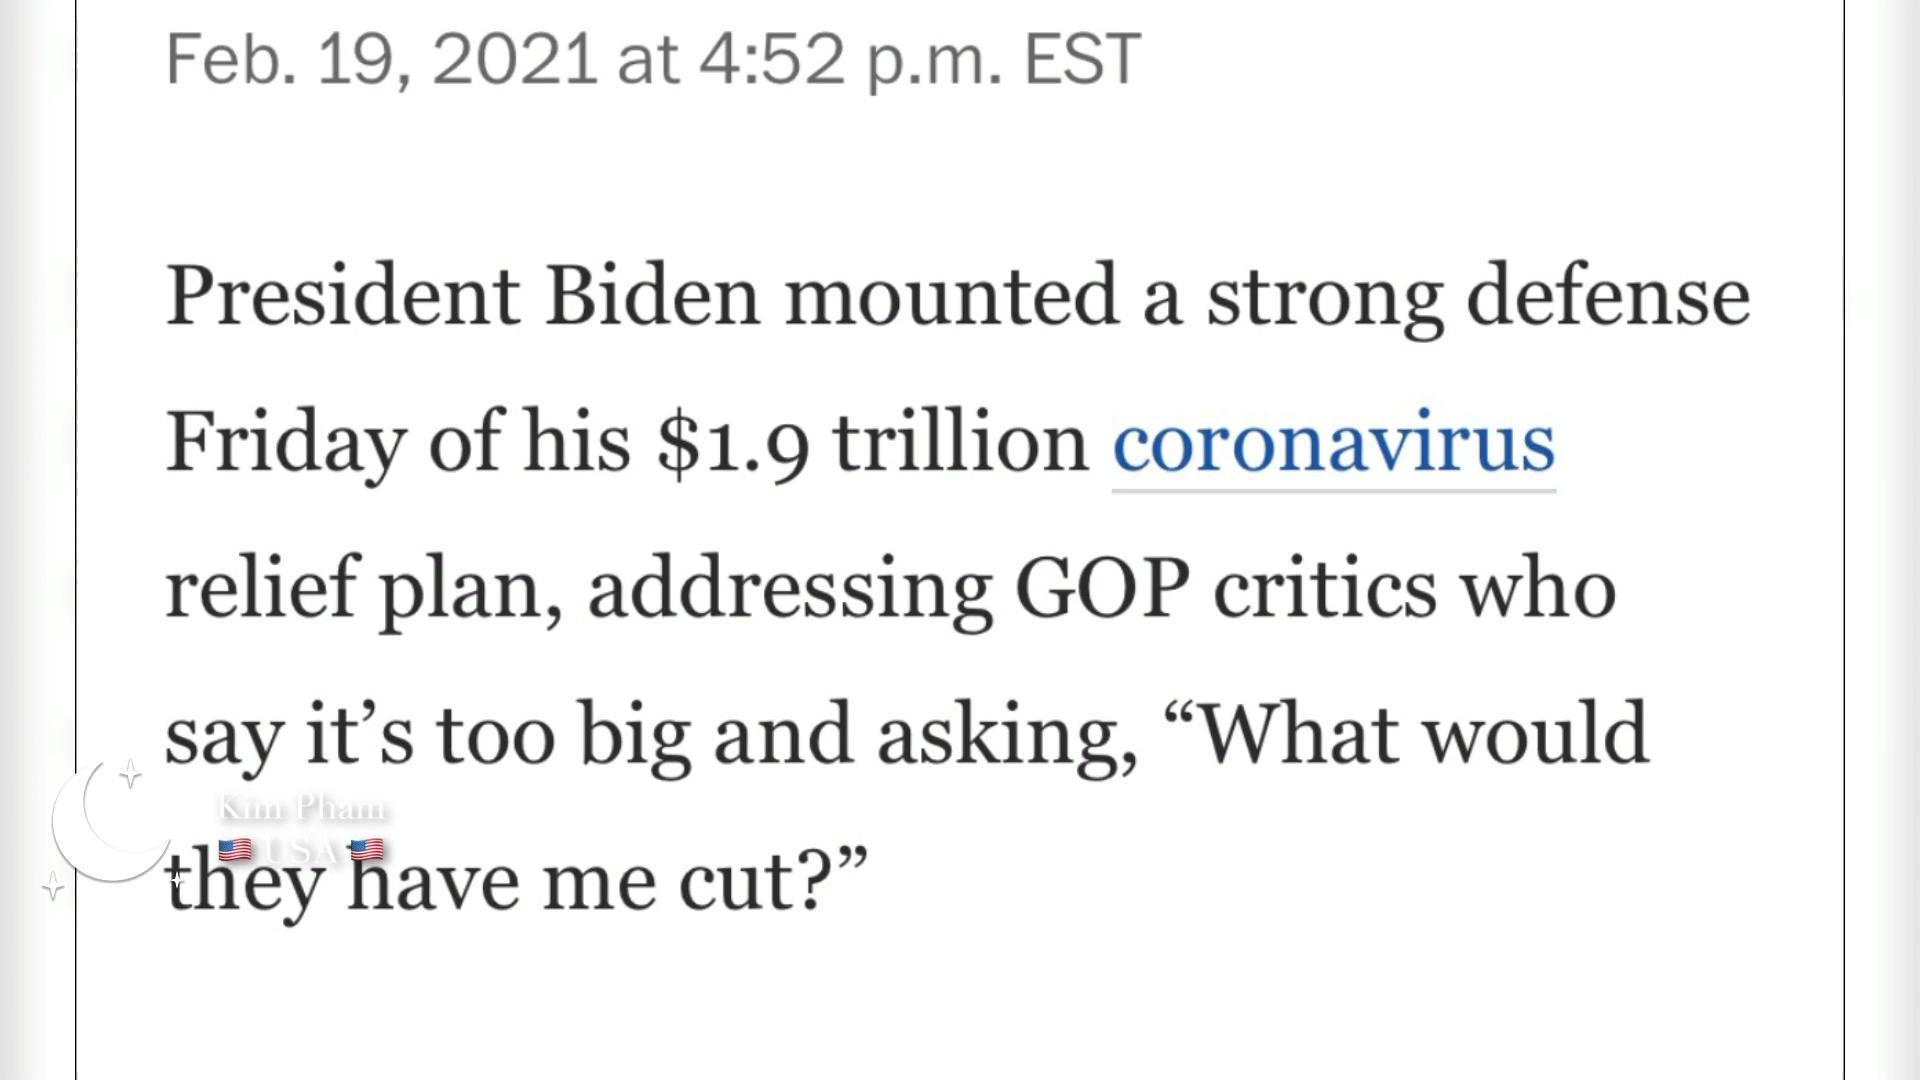 Feb. 19, 2021 at 4:52 p.m. EST
President Biden mounted a strong defense
Friday of his $1.9 trillion coronavirus
relief plan, addressing GOP critics who
say it’s too big and asking, “What would
they have me cut?”
Kim Pham
🇺🇸 USA 🇺🇸